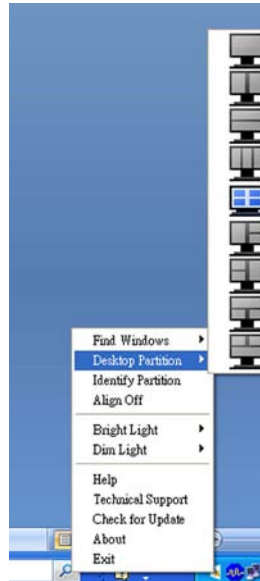 Find Windows
Desktop Partition
Identify Partition
Align Off
Bright Light
Dim Light
Help
Technical Support
Check for Update
About
Exit